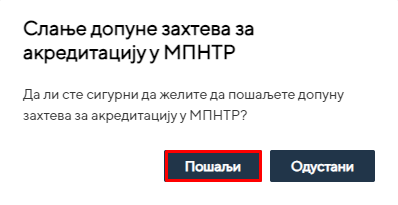 Слање допуне захтева за
акредитацију у МПНТР
Да ли сте сигурни да желите да пошаљете допуну
захтева за акредитацију у МПНТР?
Пошаљи Одустани